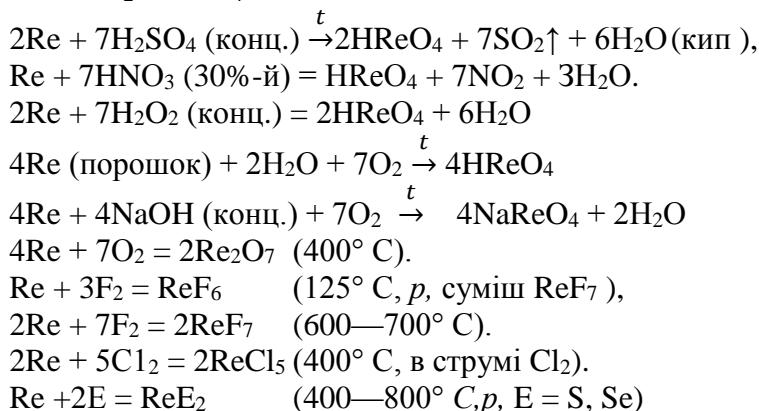 2Re + 7H₂SO₄ (конц.) →ᵗ 2HReO₄ + 7SO₂↑ + 6H₂O (кип ),
Re + 7HNO₃ (30%-й) = HReO₄ + 7NO₂ + 3H₂O.
2Re + 7H₂O₂ (конц.) = 2HReO₄ + 6H₂O
4Re (порошок) + 2H₂O + 7O₂ →ᵗ 4HReO₄
4Re + 4NaOH (конц.) + 7O₂ →ᵗ 4NaReO₄ + 2H₂O
4Re + 7O₂ = 2Re₂O₇ (400° C).
Re + 3F₂ = ReF₆ (125° C, p, суміш ReF₇ ),
2Re + 7F₂ = 2ReF₇ (600—700° C).
2Re + 5C1₂ = 2ReCl₅ (400° C, в струмі Cl₂).
Re +2E = ReE₂ (400—800° C,p, E = S, Se)